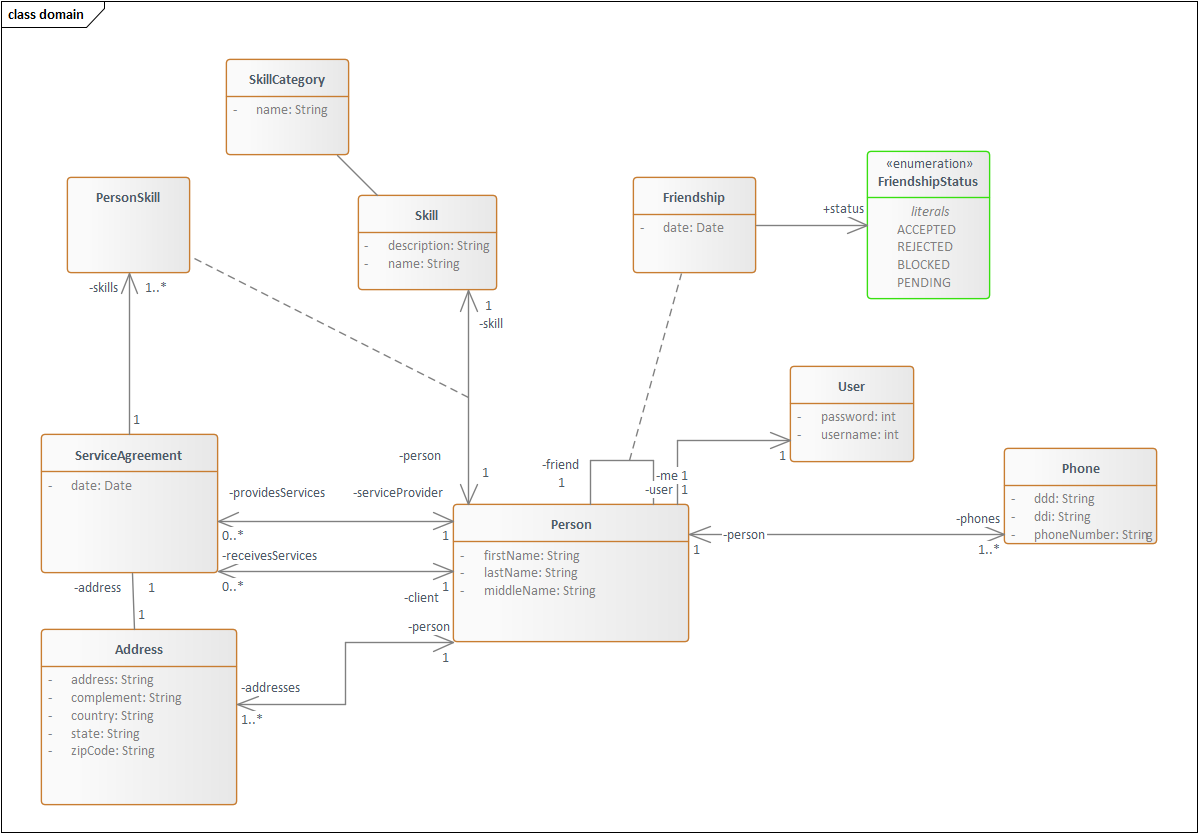 class domain
SkillCategory
- name: String
PersonSkill
Skill
- description: String
- name: String
Friendship
- date: Date
+status
«enumeration»
FriendshipStatus
literals
ACCEPTED
REJECTED
BLOCKED
PENDING
-skills 1..*
1
-skill
1
ServiceAgreement
- date: Date
-person
1
-providesServices
-serviceProvider
0..*
1
-receivesServices
0..*
1
-client
-friend
1
-me 1
-user 1
User
- password: int
- username: int
1
Person
- firstName: String
- lastName: String
- middleName: String
-person
1
-phones
1..*
Phone
- ddd: String
- ddi: String
- phoneNumber: String
-address 1
1
-person
1
-addresses
1..*
Address
- address: String
- complement: String
- country: String
- state: String
- zipCode: String